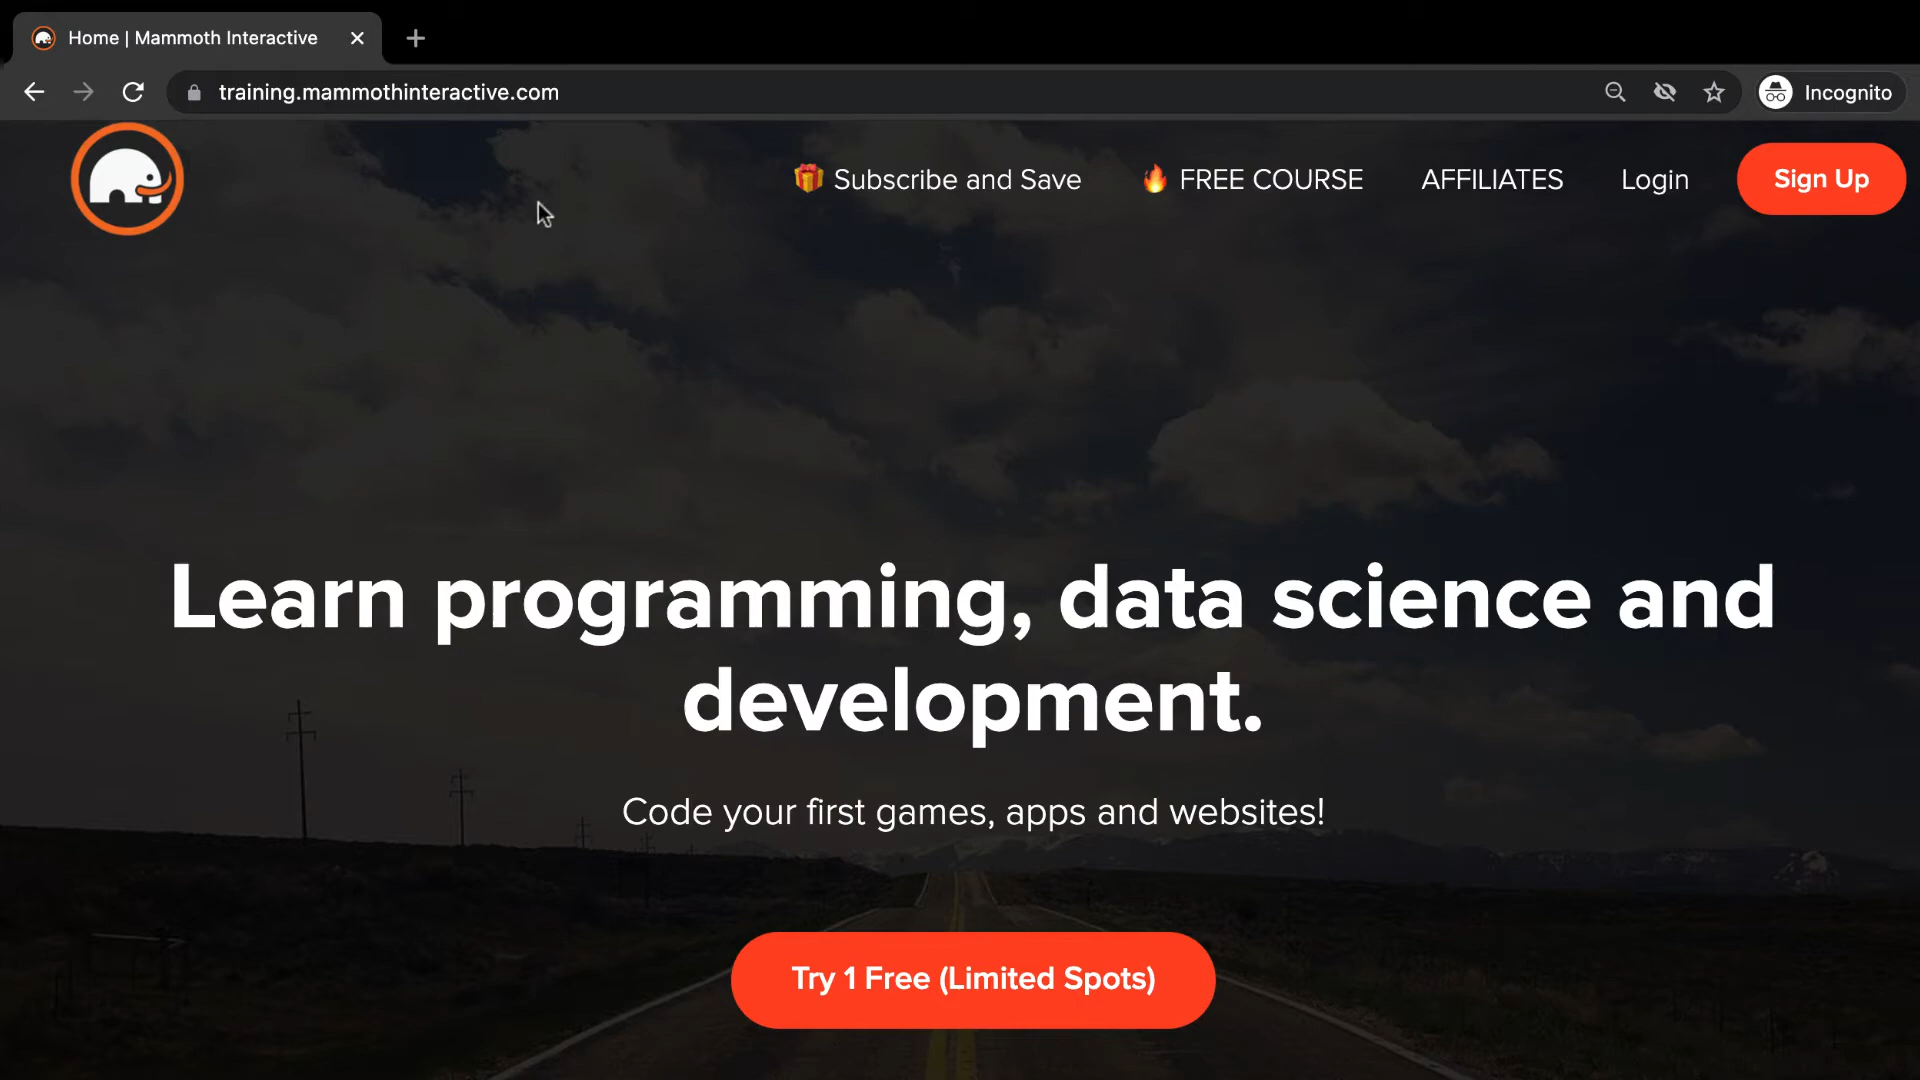 Home | Mammoth Interactive
training.mammothinteractive.com
Incognito
🎁 Subscribe and Save
🔥 FREE COURSE
AFFILIATES
Login
Sign Up
Learn programming, data science and
development.
Code your first games, apps and websites!
Try 1 Free (Limited Spots)